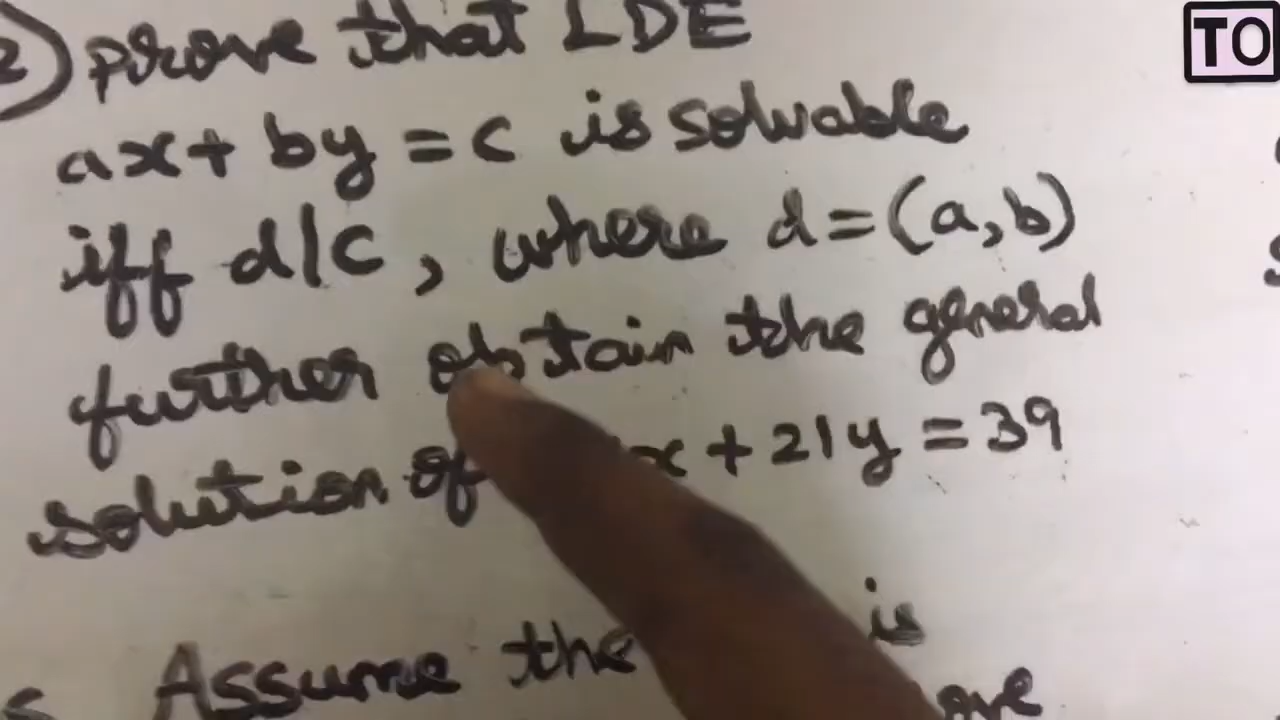 2) prove that LDE
TO
ax + by = c is solvable
iff d|c, where d = (a, b)
further obtain the general
solution of x + 21y = 39
Assume the is